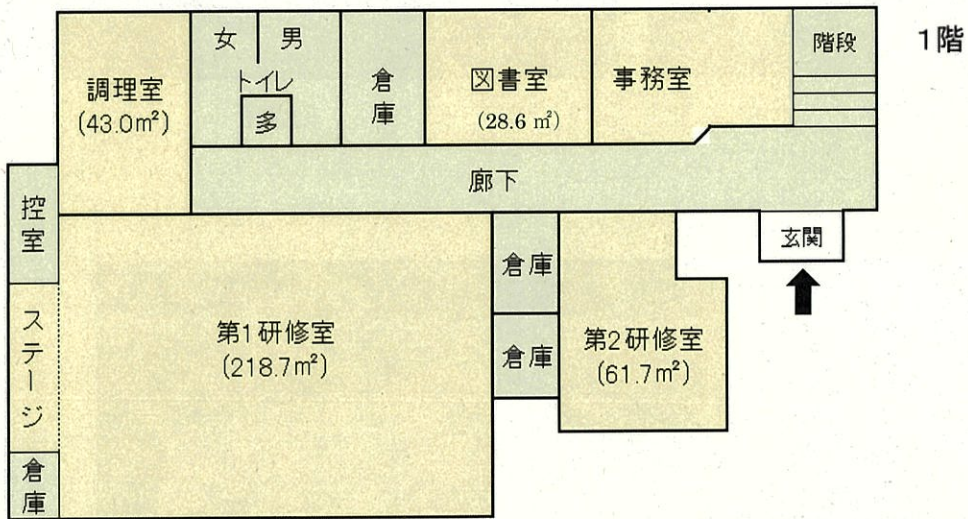 1階
調理室
(43.0㎡)
女
男
トイレ
多
倉庫
図書室
(28.6 ㎡)
事務室
階段
廊下
控室
ステージ
倉庫
第1研修室
(218.7㎡)
倉庫
倉庫
第2研修室
(61.7㎡)
玄関